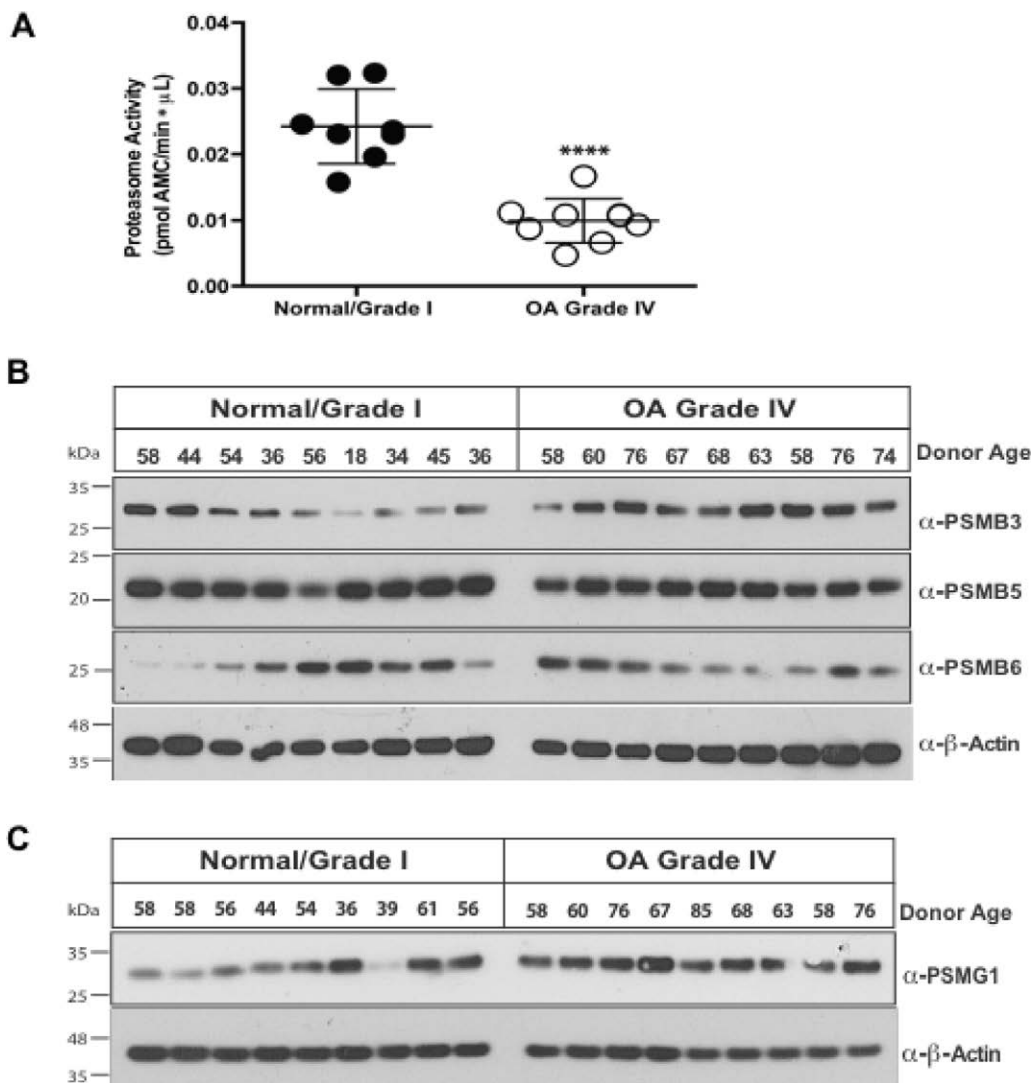 A
0.04
0.03
0.02
0.01
0.00
Proteasome Activity
(pmol AMC/min * μL)
****
Normal/Grade I OA Grade IV
B
Normal/Grade I OA Grade IV
kDa 58 44 54 36 56 18 34 45 36 58 60 76 67 68 63 58 76 74 Donor Age
35
25
α-PSMB3
25
20
α-PSMB5
25
α-PSMB6
48
35
α-β-Actin
C
Normal/Grade I OA Grade IV
kDa 58 58 56 44 54 36 39 61 56 58 60 76 67 85 68 63 58 76 Donor Age
35
25
α-PSMG1
48
35
α-β-Actin